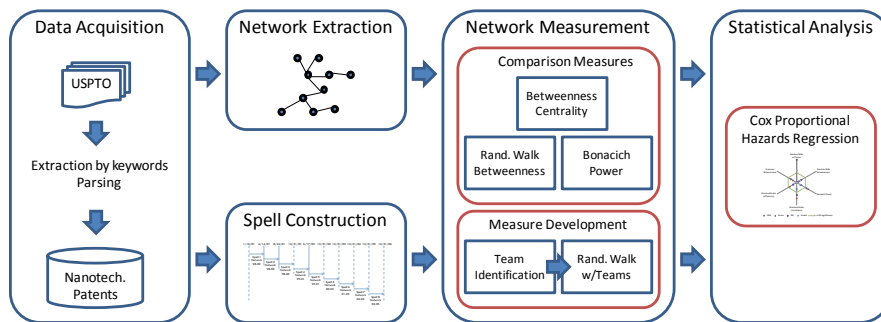 Data Acquisition
USPTO
Extraction by keywords
Parsing
Nanotech.
Patents
Network Extraction
Spell Construction
Network Measurement
Comparison Measures
Betweenness
Centrality
Rand. Walk
Betweenness
Bonacich
Power
Measure Development
Team
Identification
Rand. Walk
w/Teams
Statistical Analysis
Cox Proportional
Hazards Regression